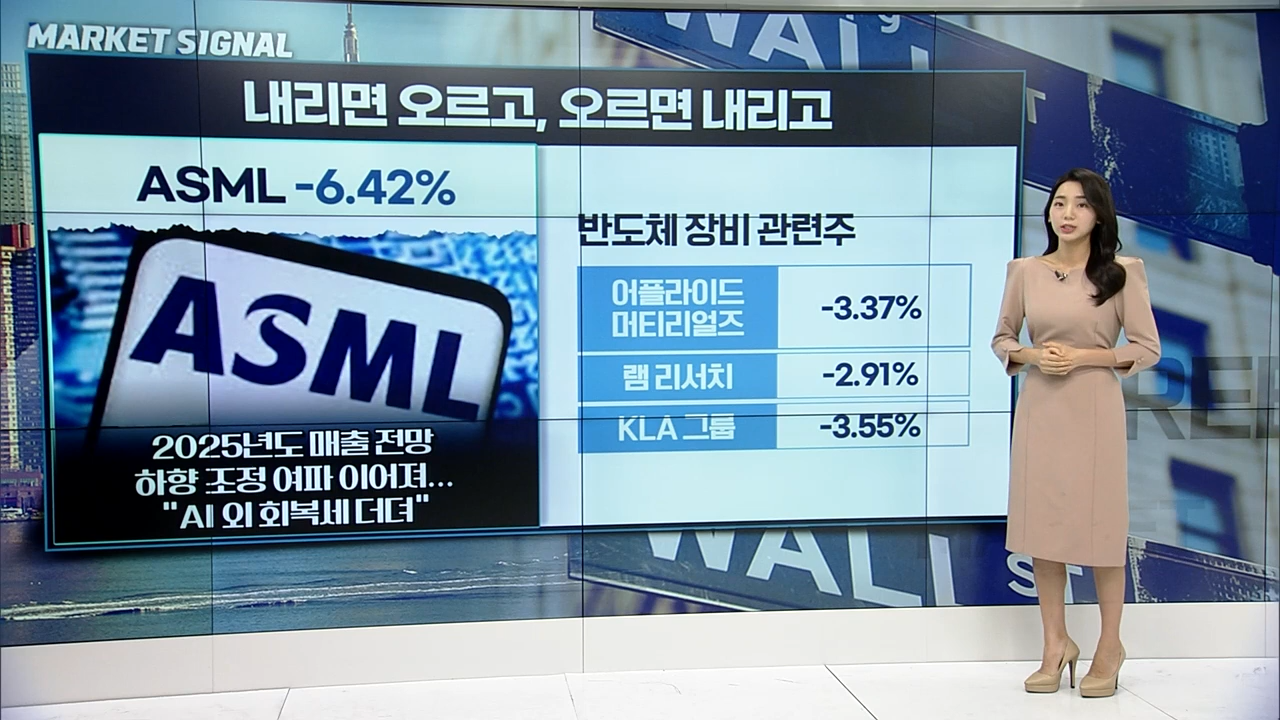 MARKET SIGNAL
내리면 오르고, 오르면 내리고
ASML -6.42%
ASML
2025년도 매출 전망
하향 조정 여파 이어져...
"AI 외 회복세 더뎌"
반도체 장비 관련주
어플라이드
머티리얼즈
-3.37%
램 리서치
-2.91%
KLA 그룹
-3.55%
WALL
WALL ST